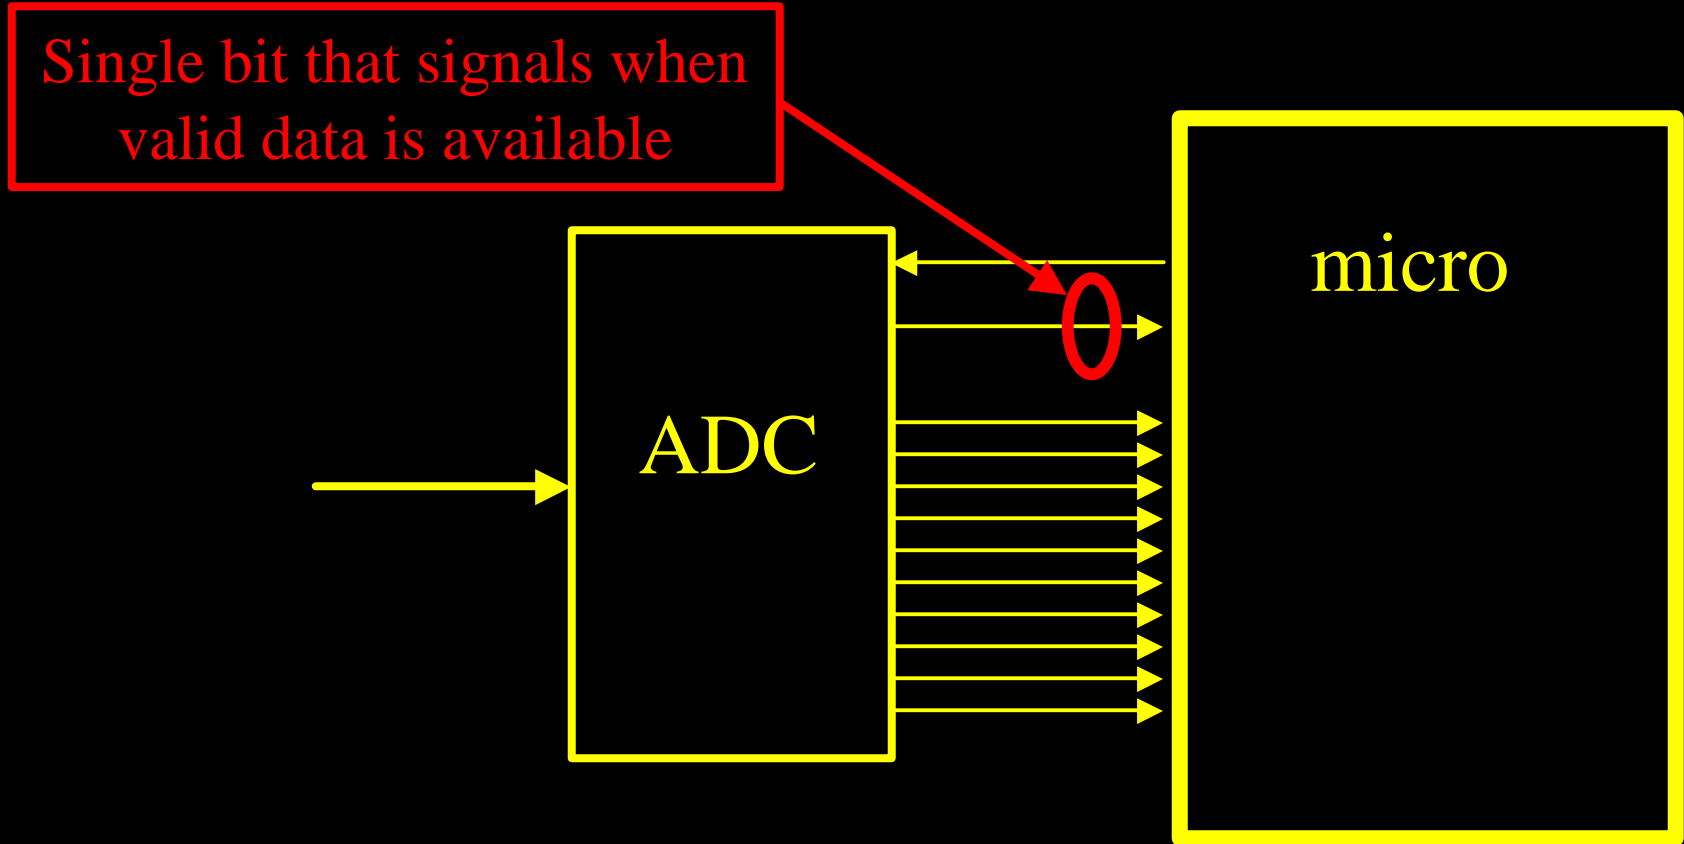 Single bit that signals when
valid data is available
micro
ADC